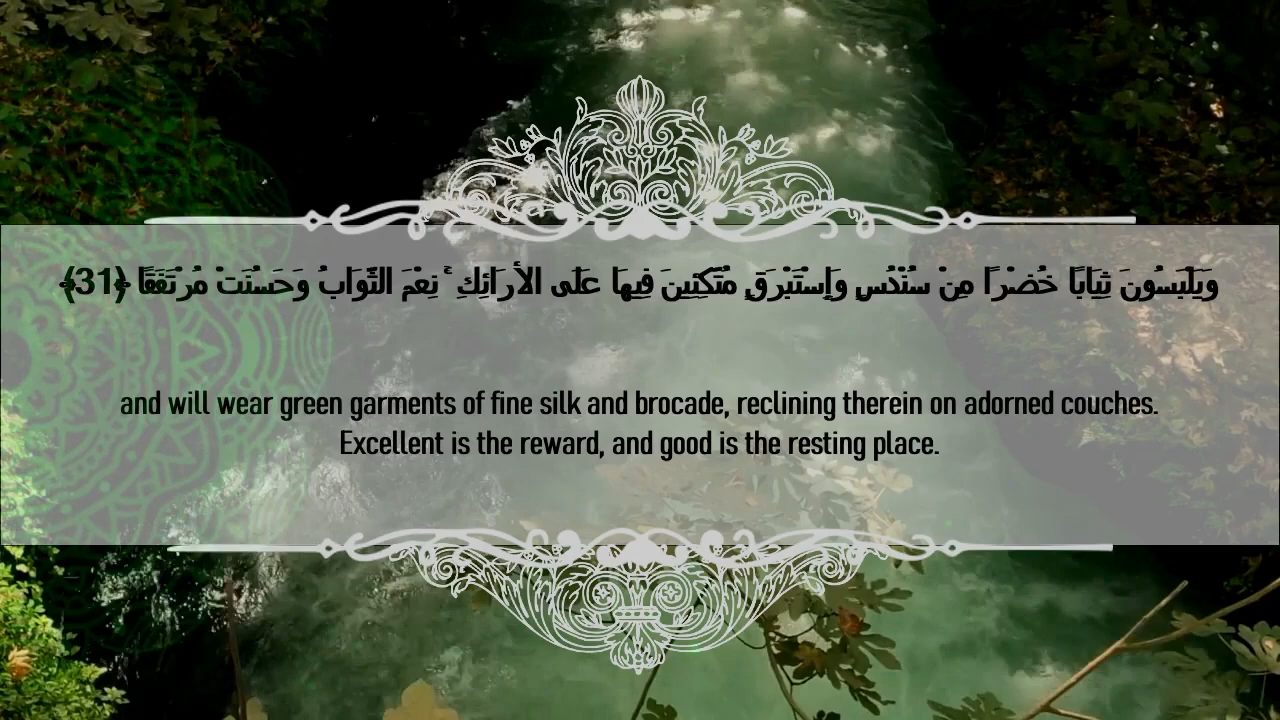 وَيَلْبَسُونَ ثِيَابًا خُضْرًا مِنْ سُنْدُسٍ وَإِسْتَبْرَقٍ مُتَّكِئِينَ فِيهَا عَلَى الأَرَائِكِ ۚ نِعْمَ الثَّوَابُ وَحَسُنَتْ مُرْتَفَقًا ﴿31﴾
and will wear green garments of fine silk and brocade, reclining therein on adorned couches.
Excellent is the reward, and good is the resting place.